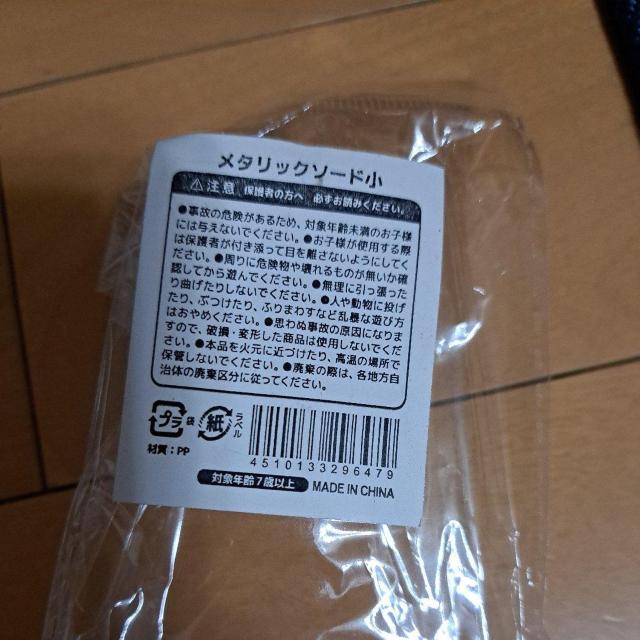 メタリックソード小
⚠注意 保護者の方へ 必ずお読みください。
●事故の危険があるため、対象年齢未満のお子様
には与えないでください。●お子様が使用する際
は保護者が付き添って目を離さないようにしてく
ださい。●周りに危険物や壊れるものが無いか確
認してから遊んでください。●無理に引っ張った
り曲げたりしないでください。●人や動物に投げ
たり、ぶつけたり、ふりまわすなど乱暴な遊び方
はおやめください。●思わぬ事故の原因になりま
すので、破損・変形した商品は使用しないでくだ
さい。●本品を火元に近づけたり、高温の場所で
保管しないでください。●廃棄の際は、各地方自
治体の廃棄区分に従ってください。
プラ 袋 紙 ラベル
材質：PP
4510133296479
対象年齢7歳以上 MADE IN CHINA